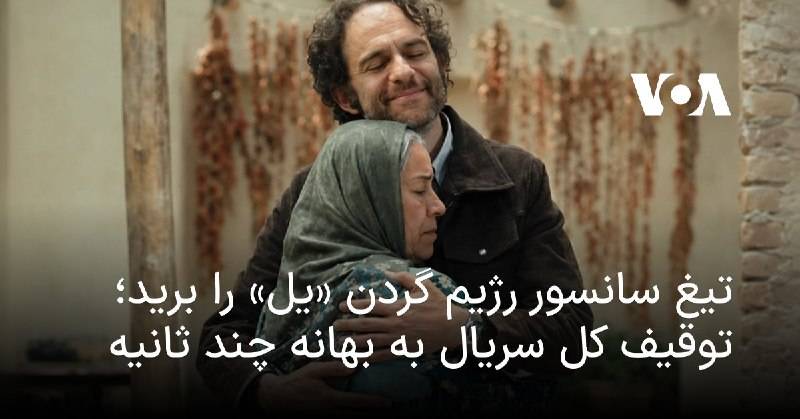 VOA
تیغ سانسور رژیم گردن «یل» را برید؛
توقیف کل سریال به بهانه چند ثانیه